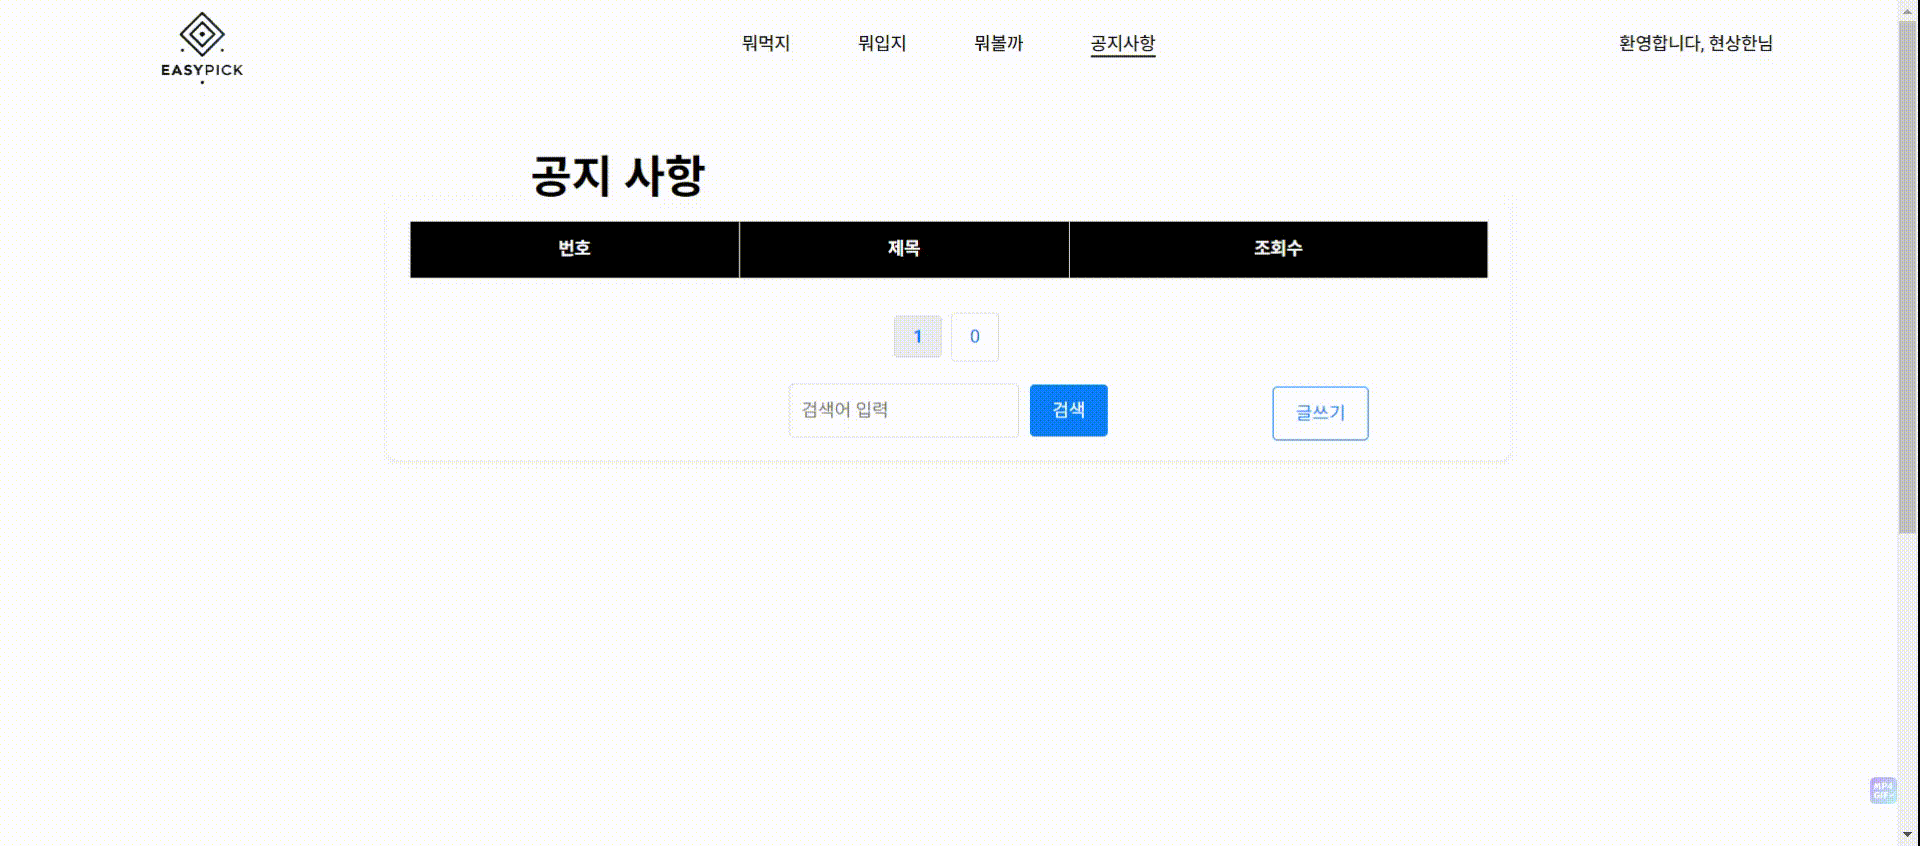 EASYPICK
뭐먹지 뭐입지 뭐볼까 공지사항
환영합니다, 현상한님
공지 사항
번호 제목 조회수
1 0
검색어 입력 검색 글쓰기
MP4
GIF